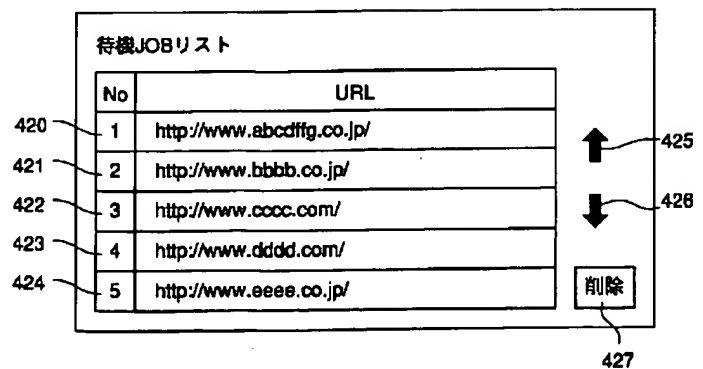 待機JOBリスト
No URL
420 1 http://www.abcdffg.co.jp/
425
421 2 http://www.bbbb.co.jp/
422 3 http://www.cccc.com/
426
423 4 http://www.dddd.com/
424 5 http://www.eeee.co.jp/
削除
427